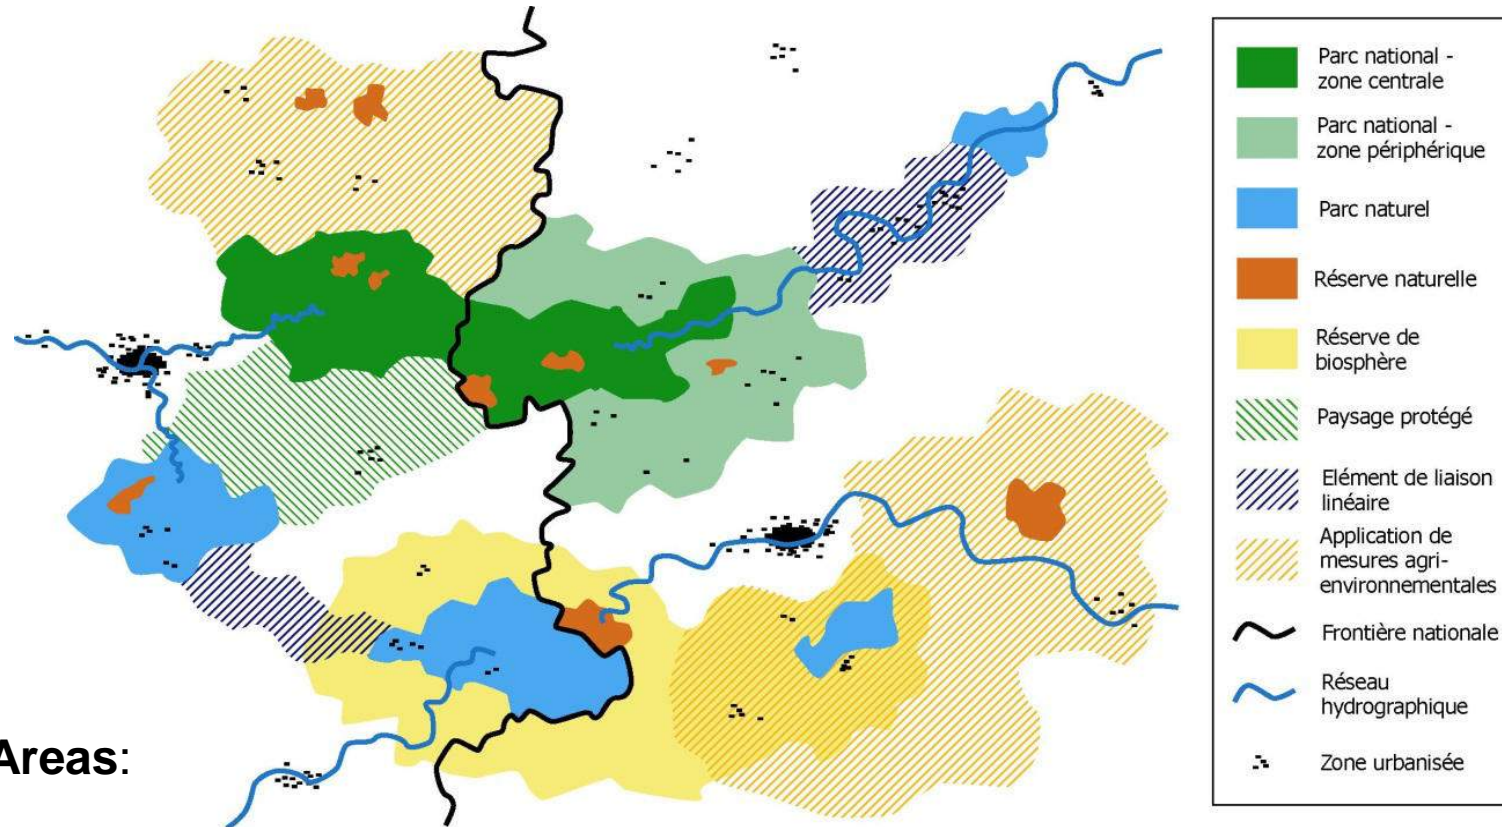 Parc national -
zone centrale
Parc national -
zone périphérique
Parc naturel
Réserve naturelle
Réserve de
biosphère
Paysage protégé
Elément de liaison
linéaire
Application de
mesures agri-
environnementales
Frontière nationale
Réseau
hydrographique
Zone urbanisée
Areas: